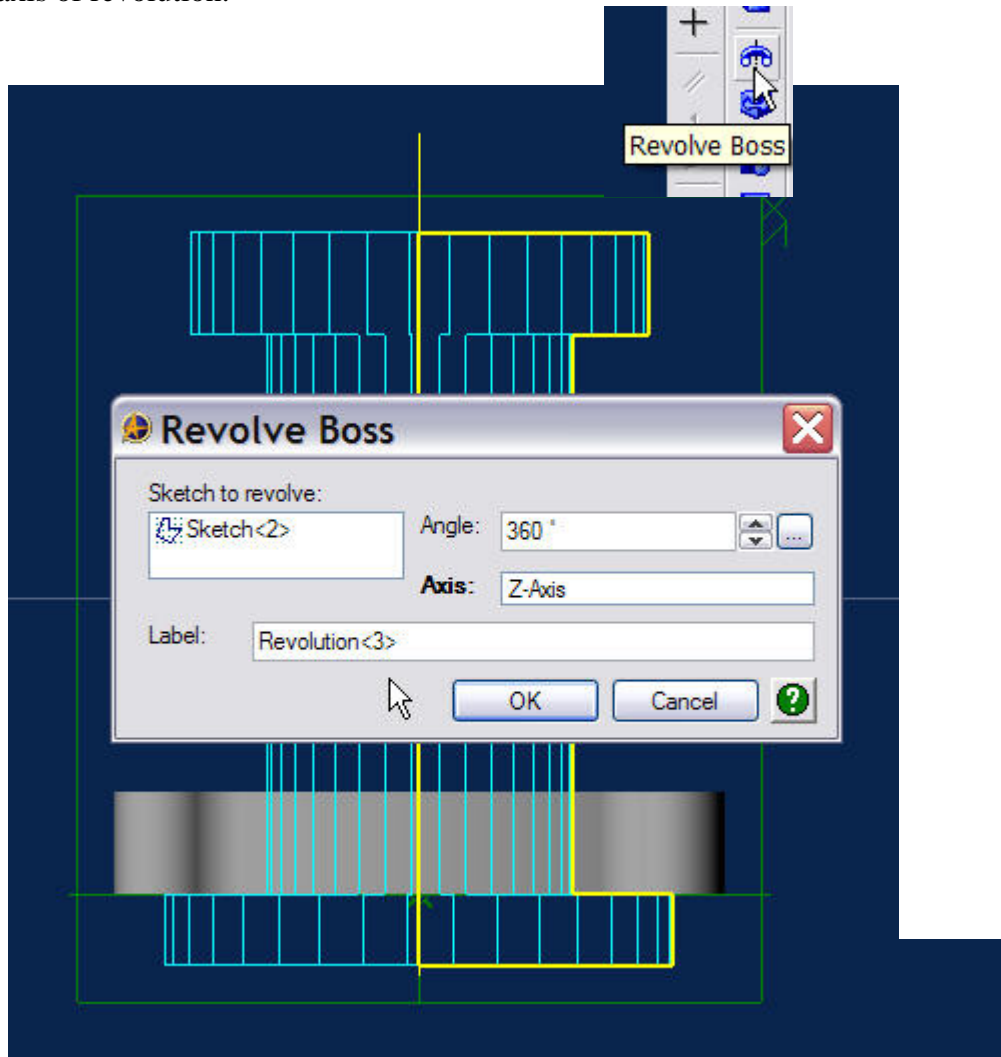 axis of revolution.
Revolve Boss
Revolve Boss
Sketch to revolve:
Sketch<2>
Angle:
360 °
...
Axis:
Z-Axis
Label:
Revolution<3>
OK
Cancel
?